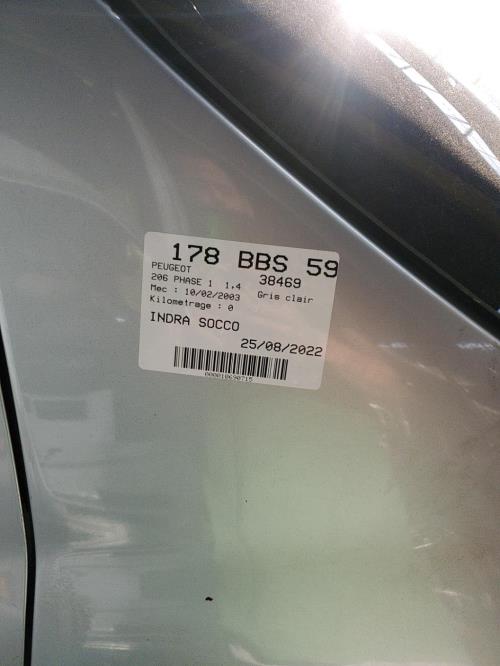 178 BBS 59
PEUGEOT
38469
206 PHASE 1 1.4
Mec : 10/02/2003 Gris clair
Kilometrage : 0
INDRA SOCCO
25/08/2022
000010690715